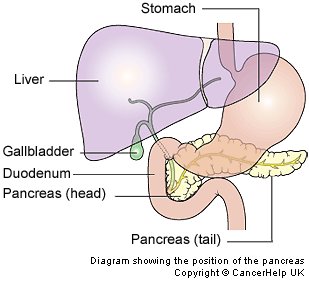 Stomach
Liver
Gallbladder
Duodenum
Pancreas (head)
Pancreas (tail)
Diagram showing the position of the pancreas
Copyright © CancerHelp UK